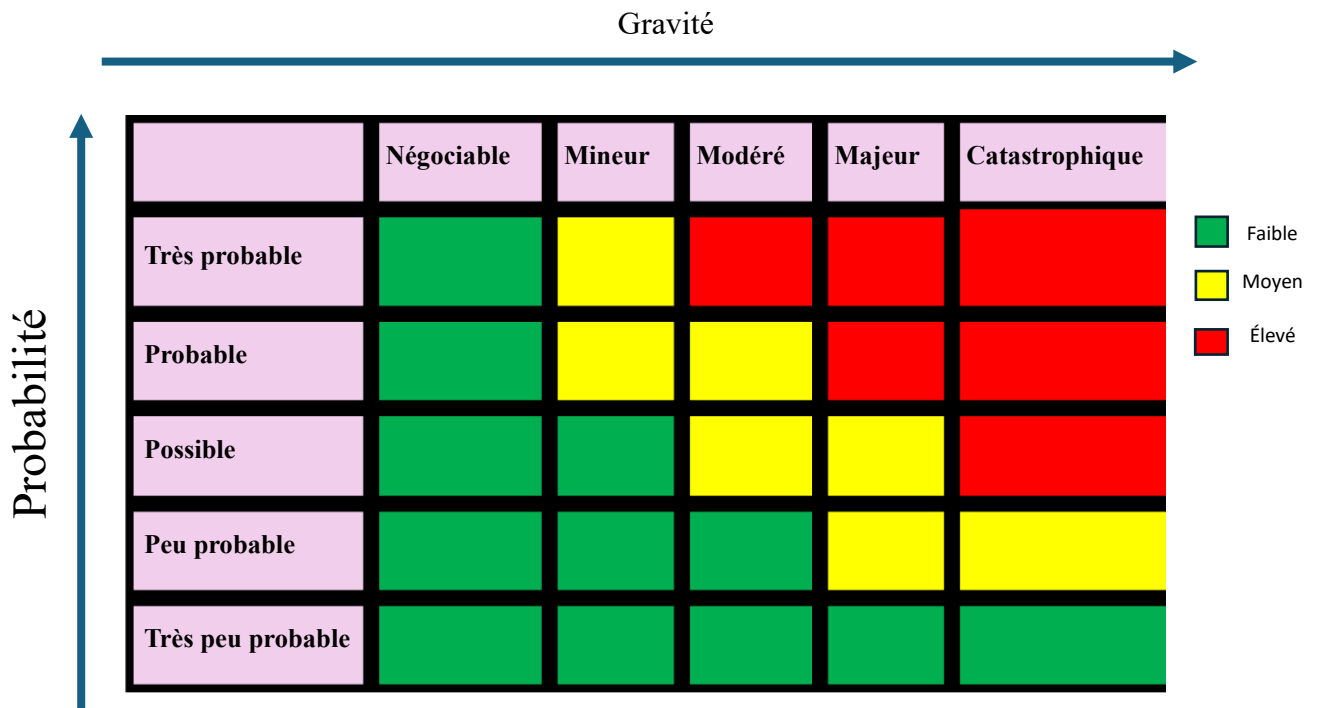 Gravité
Négociable Mineur Modéré Majeur Catastrophique
Très probable
Probable
Possible
Peu probable
Très peu probable
Probabilité
Faible
Moyen
Élevé